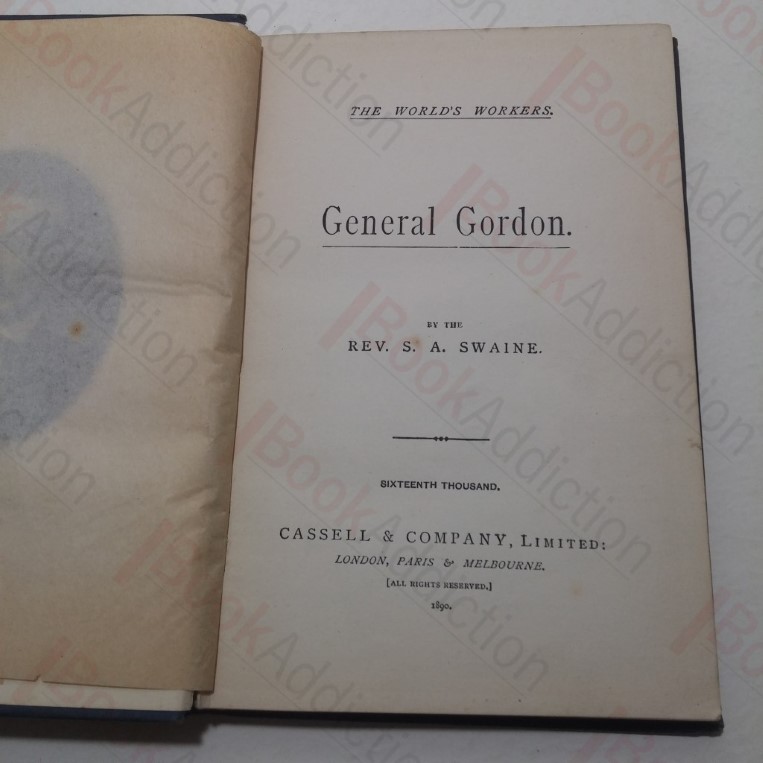 THE WORLD'S WORKERS.
General Gordon.
BY THE
REV. S. A. SWAINE.
SIXTEENTH THOUSAND.
CASSELL & COMPANY, LIMITED:
LONDON, PARIS & MELBOURNE.
[ALL RIGHTS RESERVED.]
1890.
BookAddiction